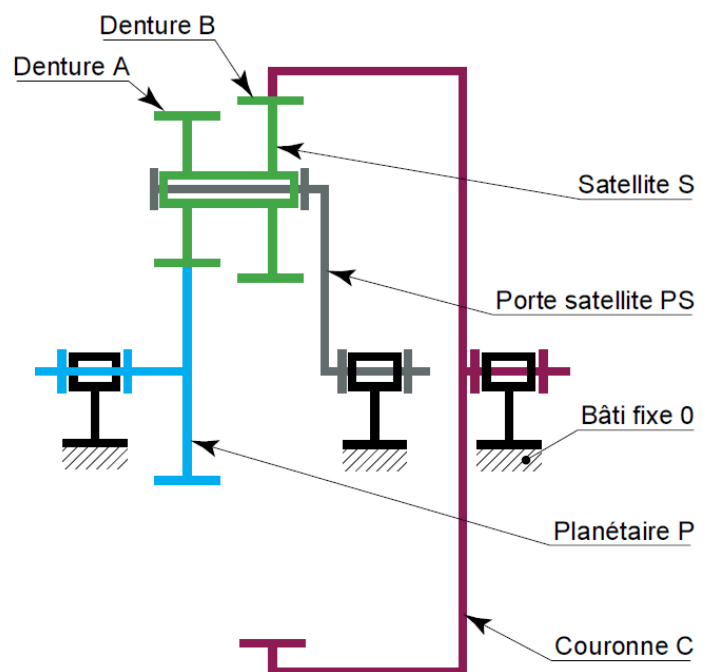 Denture B
Denture A
Satellite S
Porte satellite PS
Bâti fixe 0
Planétaire P
Couronne C